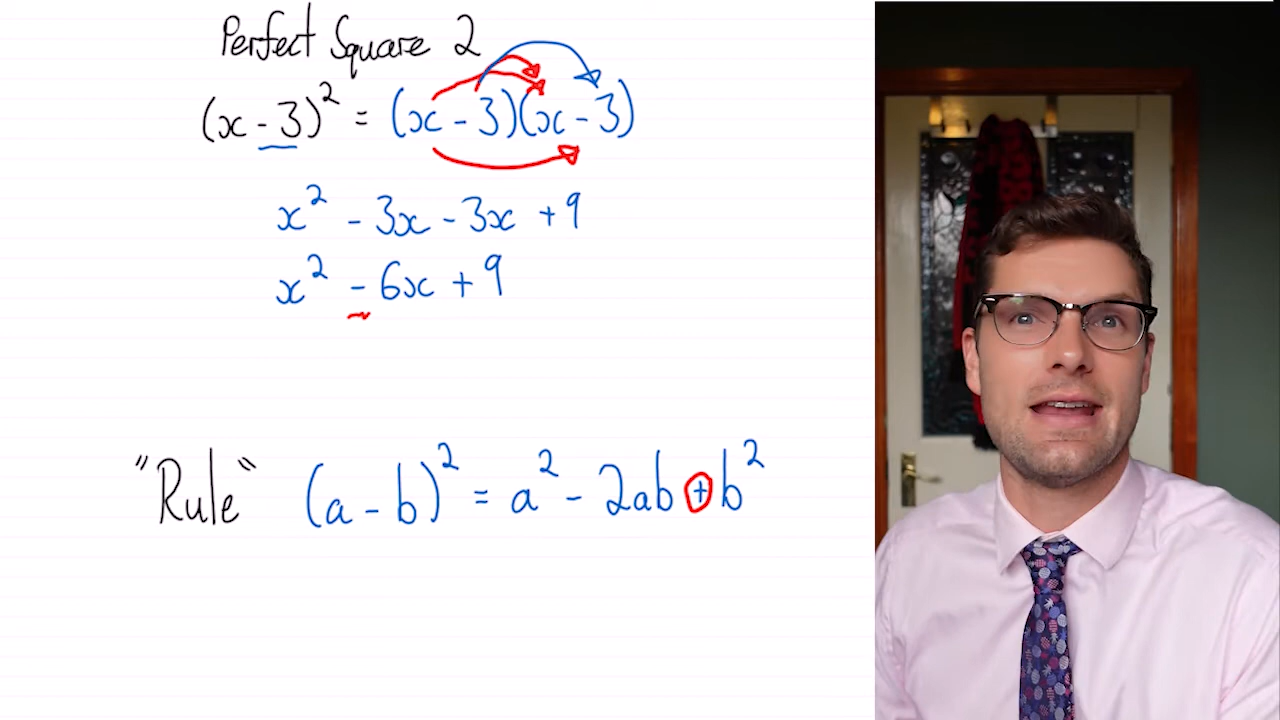 Perfect Square 2
(x - 3)² = (x - 3)(x - 3)
x² - 3x - 3x + 9
x² - 6x + 9
"Rule" (a - b)² = a² - 2ab + b²